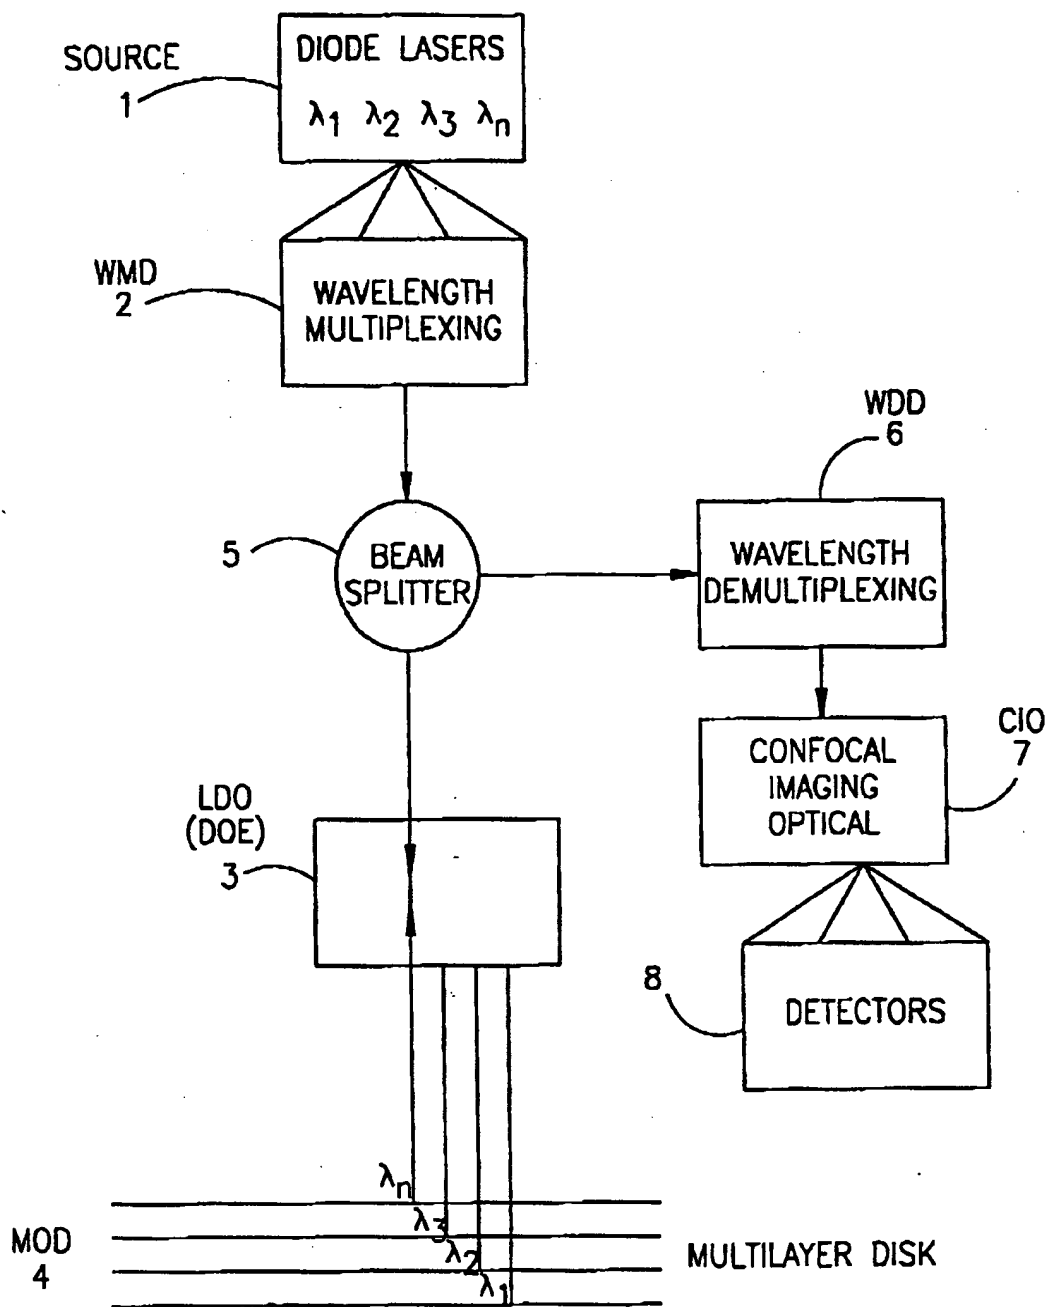 SOURCE
1
DIODE LASERS
λ1 λ2 λ3 λn
WMD
2
WAVELENGTH
MULTIPLEXING
WDD
6
5
BEAM
SPLITTER
WAVELENGTH
DEMULTIPLEXING
CIO
7
CONFOCAL
IMAGING
OPTICAL
LDO
(DOE)
3
8
DETECTORS
λn
λ3
λ2
λ1
MOD
4
MULTILAYER DISK